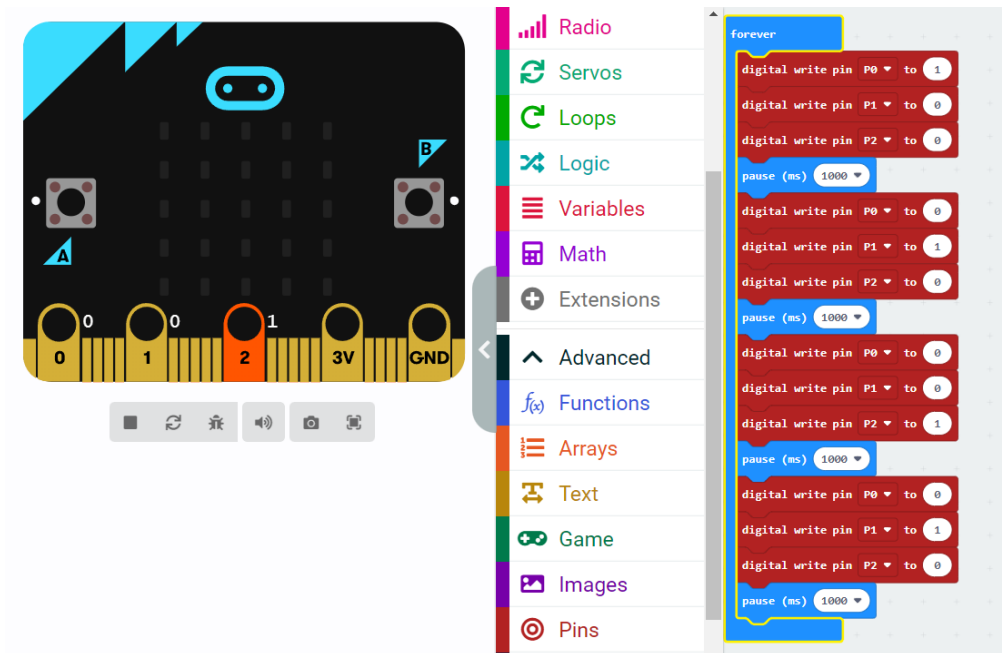 B
A
0 0 1
0 1 2 3V GND
Radio
Servos
Loops
Logic
Variables
Math
Extensions
Advanced
f(x) Functions
Arrays
Text
Game
Images
Pins
forever
digital write pin P0 to 1
digital write pin P1 to 0
digital write pin P2 to 0
pause (ms) 1000
digital write pin P0 to 0
digital write pin P1 to 1
digital write pin P2 to 0
pause (ms) 1000
digital write pin P0 to 0
digital write pin P1 to 0
digital write pin P2 to 1
pause (ms) 1000
digital write pin P0 to 0
digital write pin P1 to 1
digital write pin P2 to 0
pause (ms) 1000